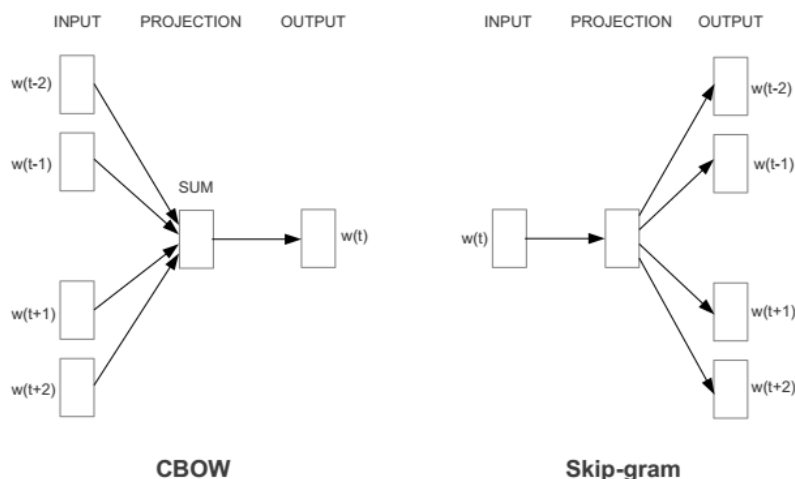 INPUT PROJECTION OUTPUT
w(t-2)
w(t-1)
SUM
w(t)
w(t+1)
w(t+2)
CBOW
INPUT PROJECTION OUTPUT
w(t-2)
w(t-1)
w(t)
w(t+1)
w(t+2)
Skip-gram